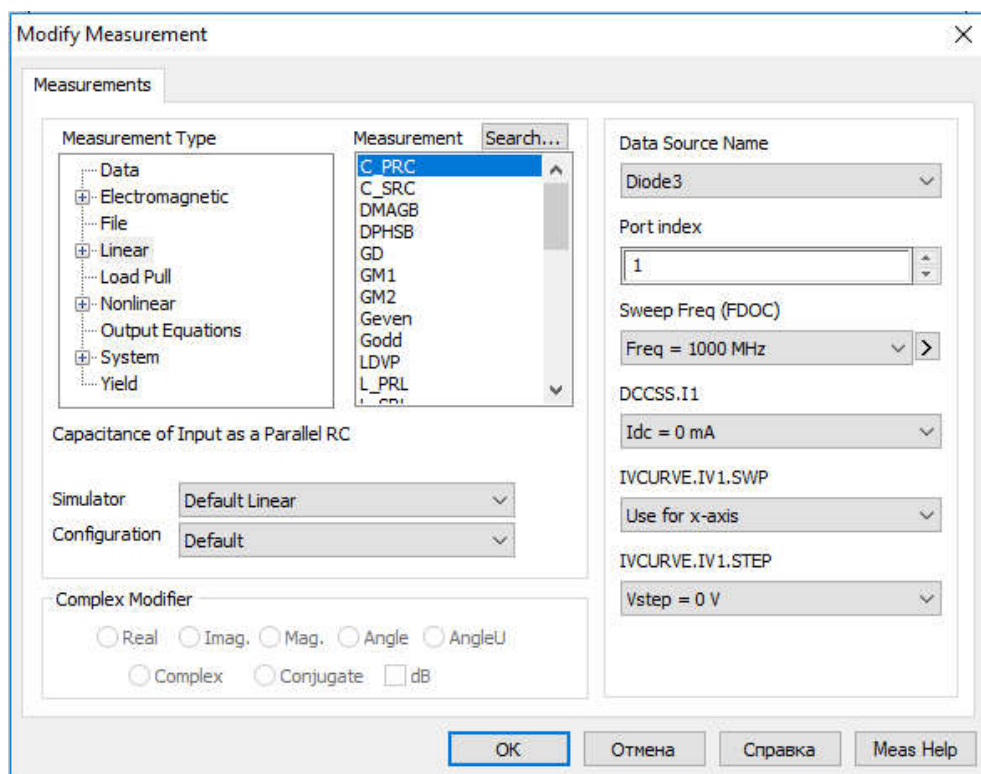 Modify Measurement
Measurements
Measurement Type
Data
Electromagnetic
File
Linear
Load Pull
Nonlinear
Output Equations
System
Yield
Measurement
Search...
C_PRC
C_SRC
DMAGB
DPHSB
GD
GM1
GM2
Geven
Godd
LDVP
L_PRL
Capacitance of Input as a Parallel RC
Simulator
Default Linear
Configuration
Default
Complex Modifier
Real Imag. Mag. Angle AngleU
Complex Conjugate dB
Data Source Name
Diode3
Port index
1
Sweep Freq (FDOC)
Freq = 1000 MHz
>
DCCSS.I1
Idc = 0 mA
IVCURVE.IV1.SWP
Use for x-axis
IVCURVE.IV1.STEP
Vstep = 0 V
OK Отмена Справка Meas Help